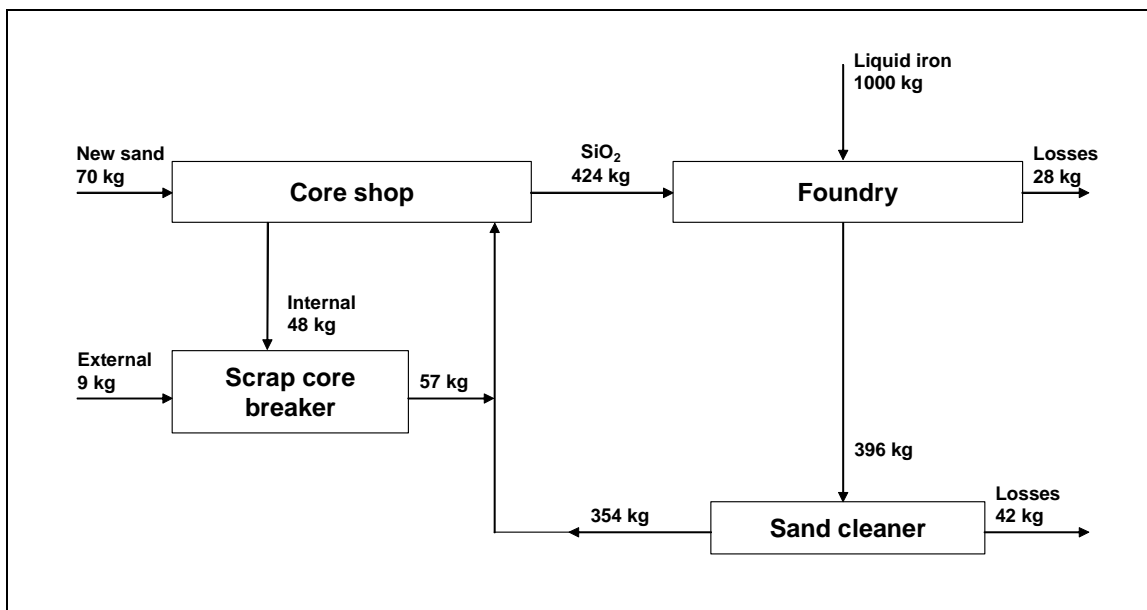 Liquid iron
1000 kg
New sand
70 kg
Core shop
SiO₂
424 kg
Foundry
Losses
28 kg
Internal
48 kg
External
9 kg
Scrap core
breaker
57 kg
396 kg
354 kg
Sand cleaner
Losses
42 kg